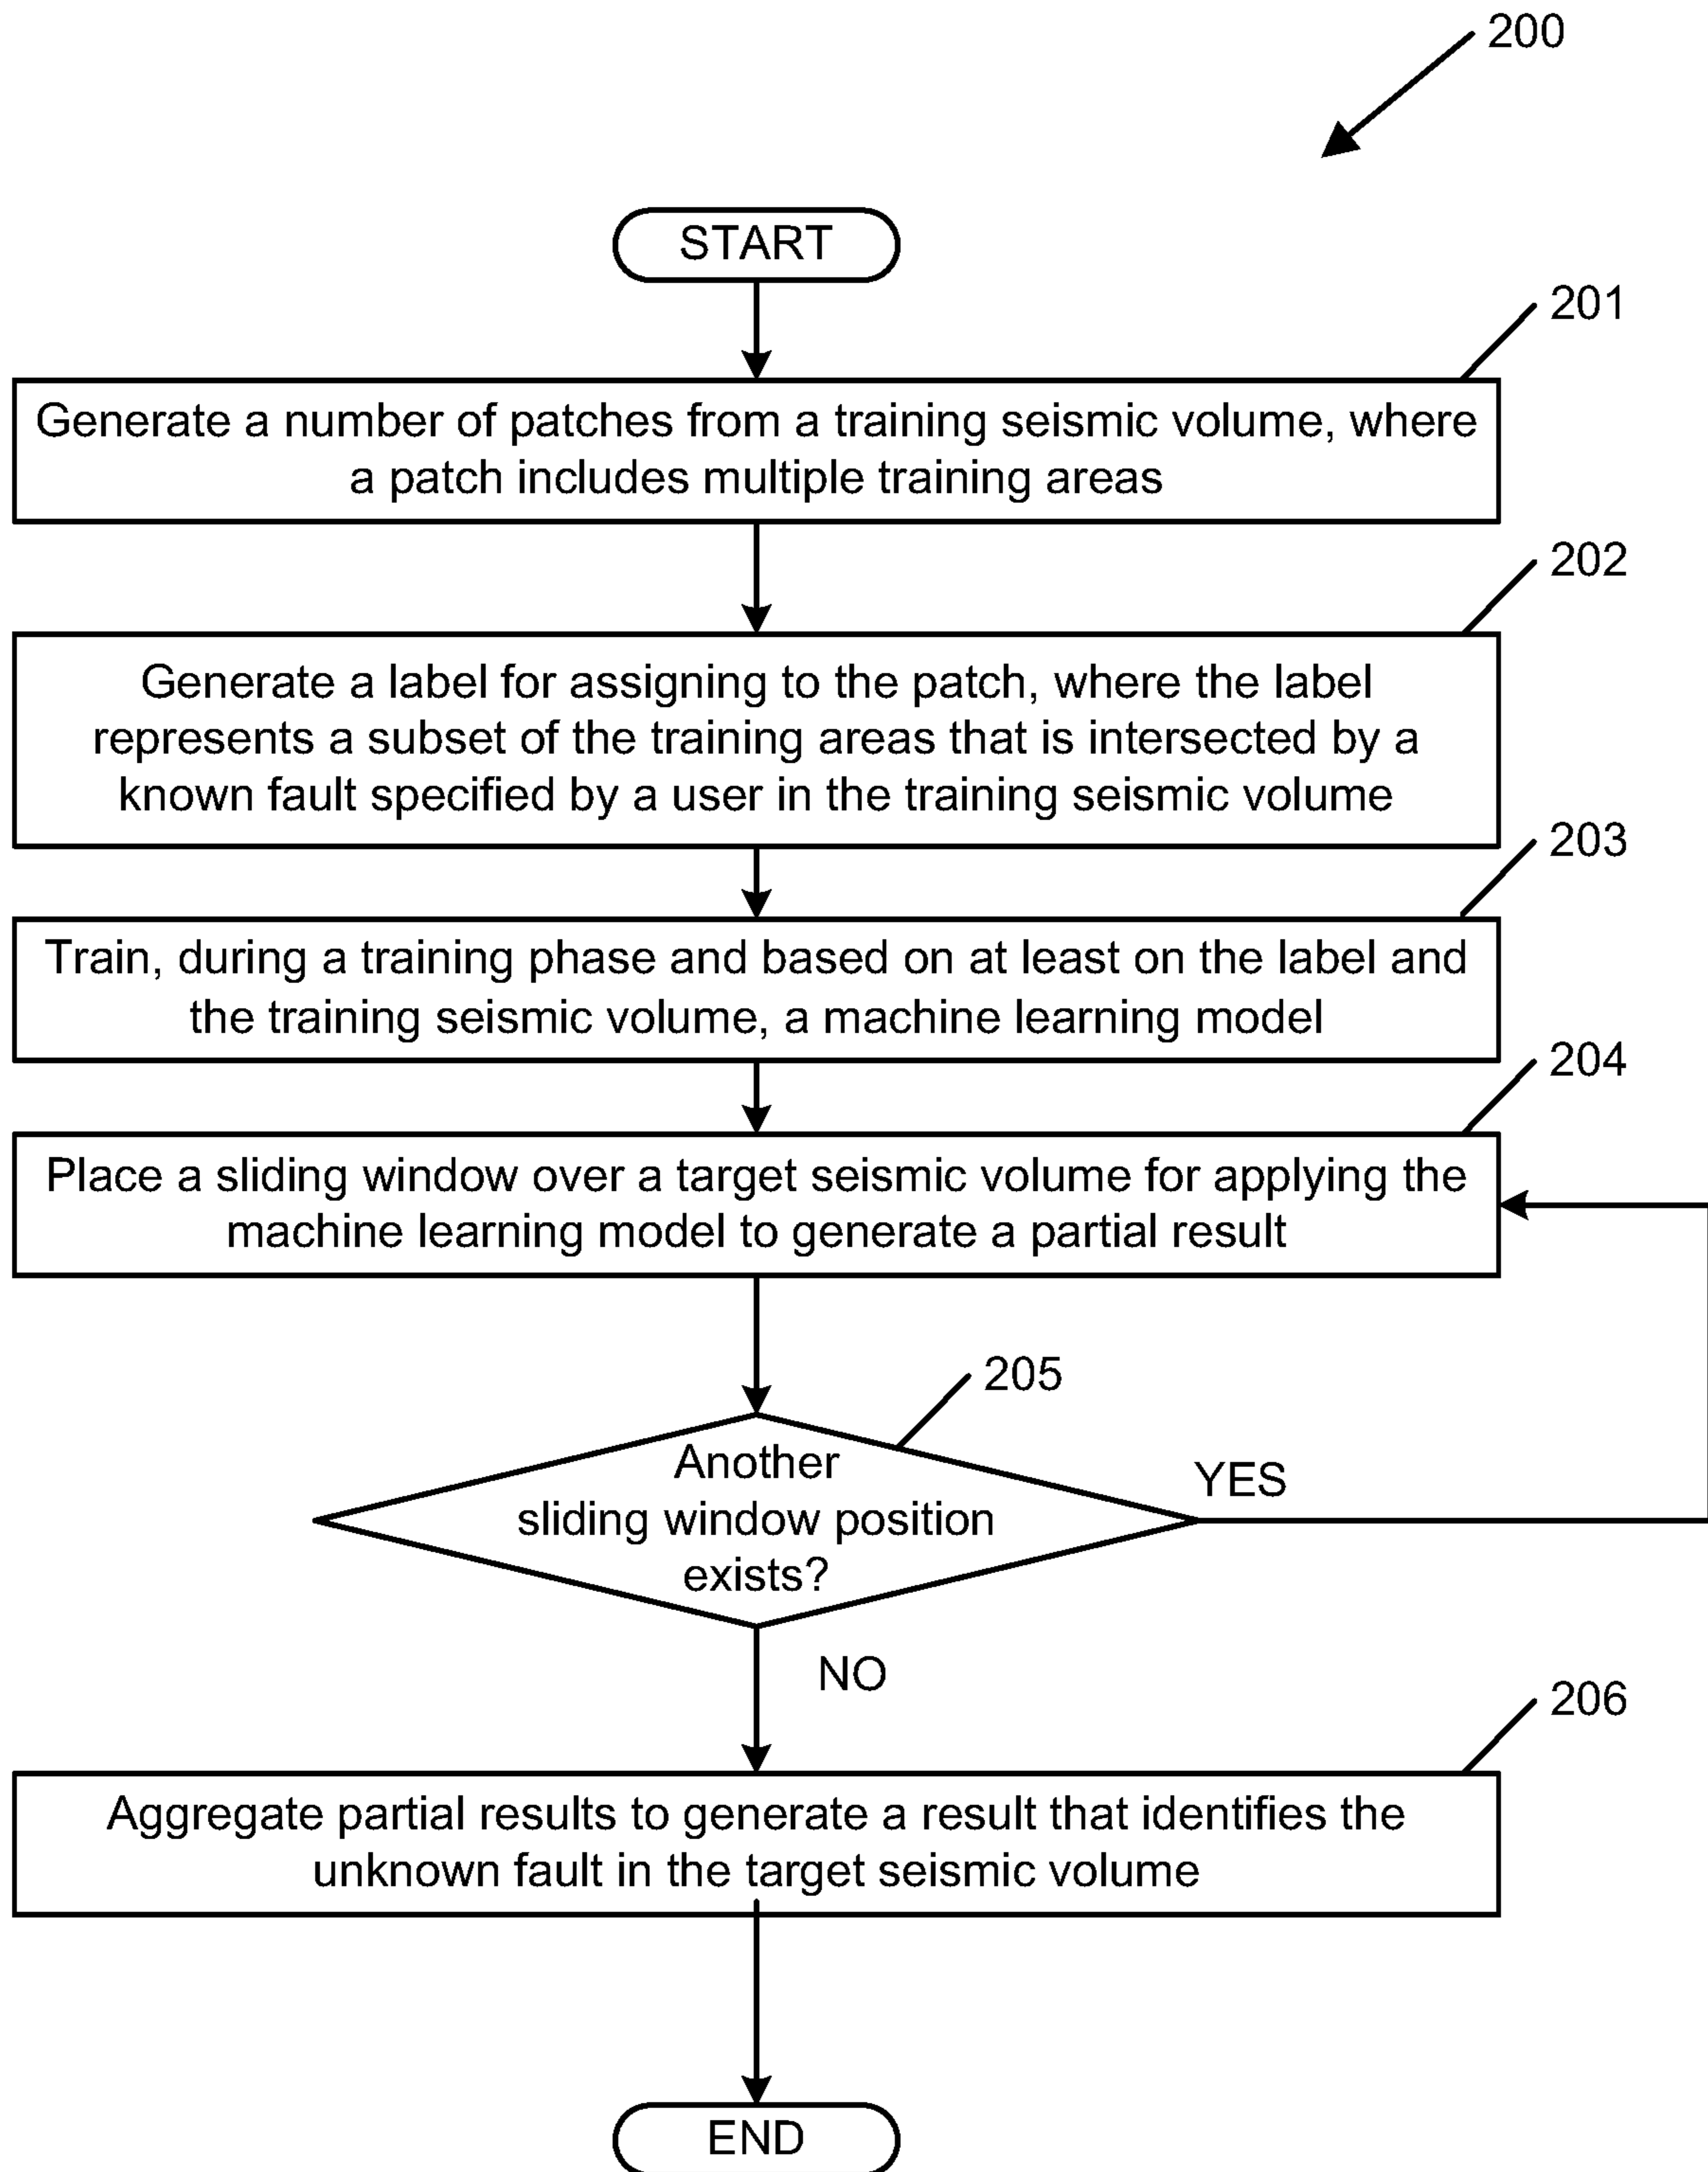 200
START
201
Generate a number of patches from a training seismic volume, where
a patch includes multiple training areas
202
Generate a label for assigning to the patch, where the label
represents a subset of the training areas that is intersected by a
known fault specified by a user in the training seismic volume
203
Train, during a training phase and based on at least on the label and
the training seismic volume, a machine learning model
204
Place a sliding window over a target seismic volume for applying the
machine learning model to generate a partial result
205
Another
sliding window position
exists?
YES
NO
206
Aggregate partial results to generate a result that identifies the
unknown fault in the target seismic volume
END